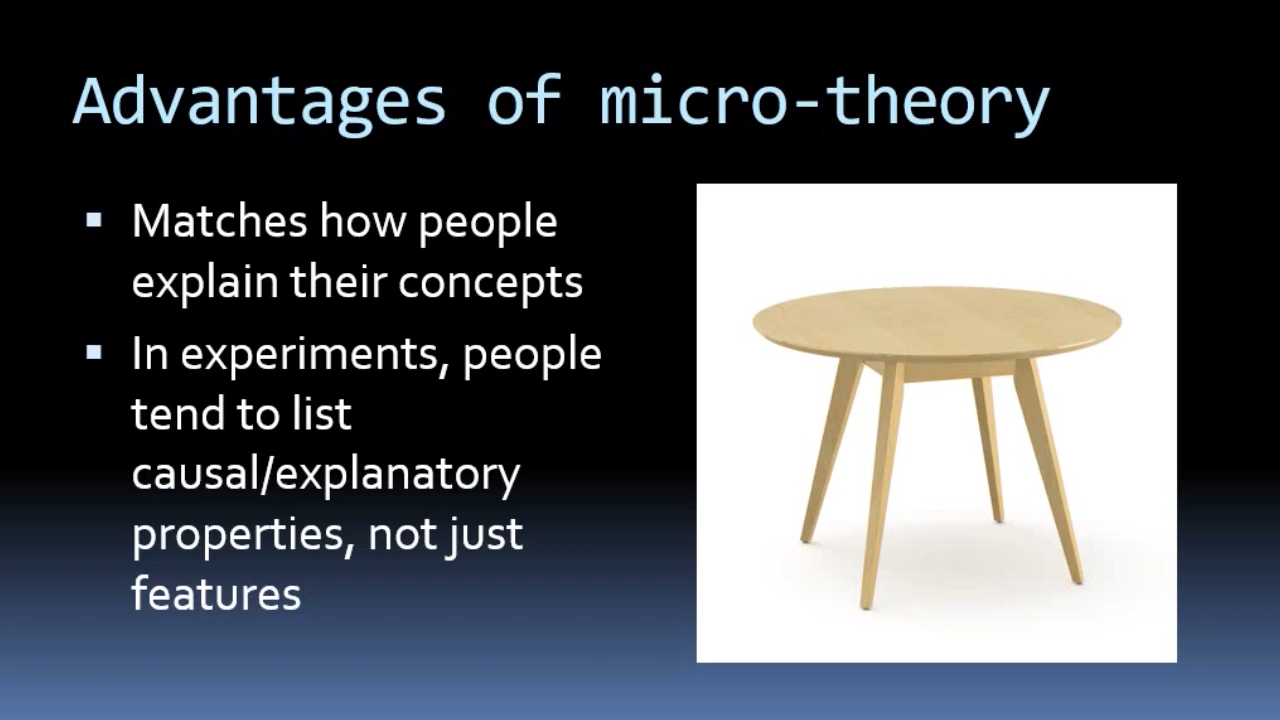 Advantages of micro-theory
▪ Matches how people
explain their concepts
▪ In experiments, people
tend to list
causal/explanatory
properties, not just
features